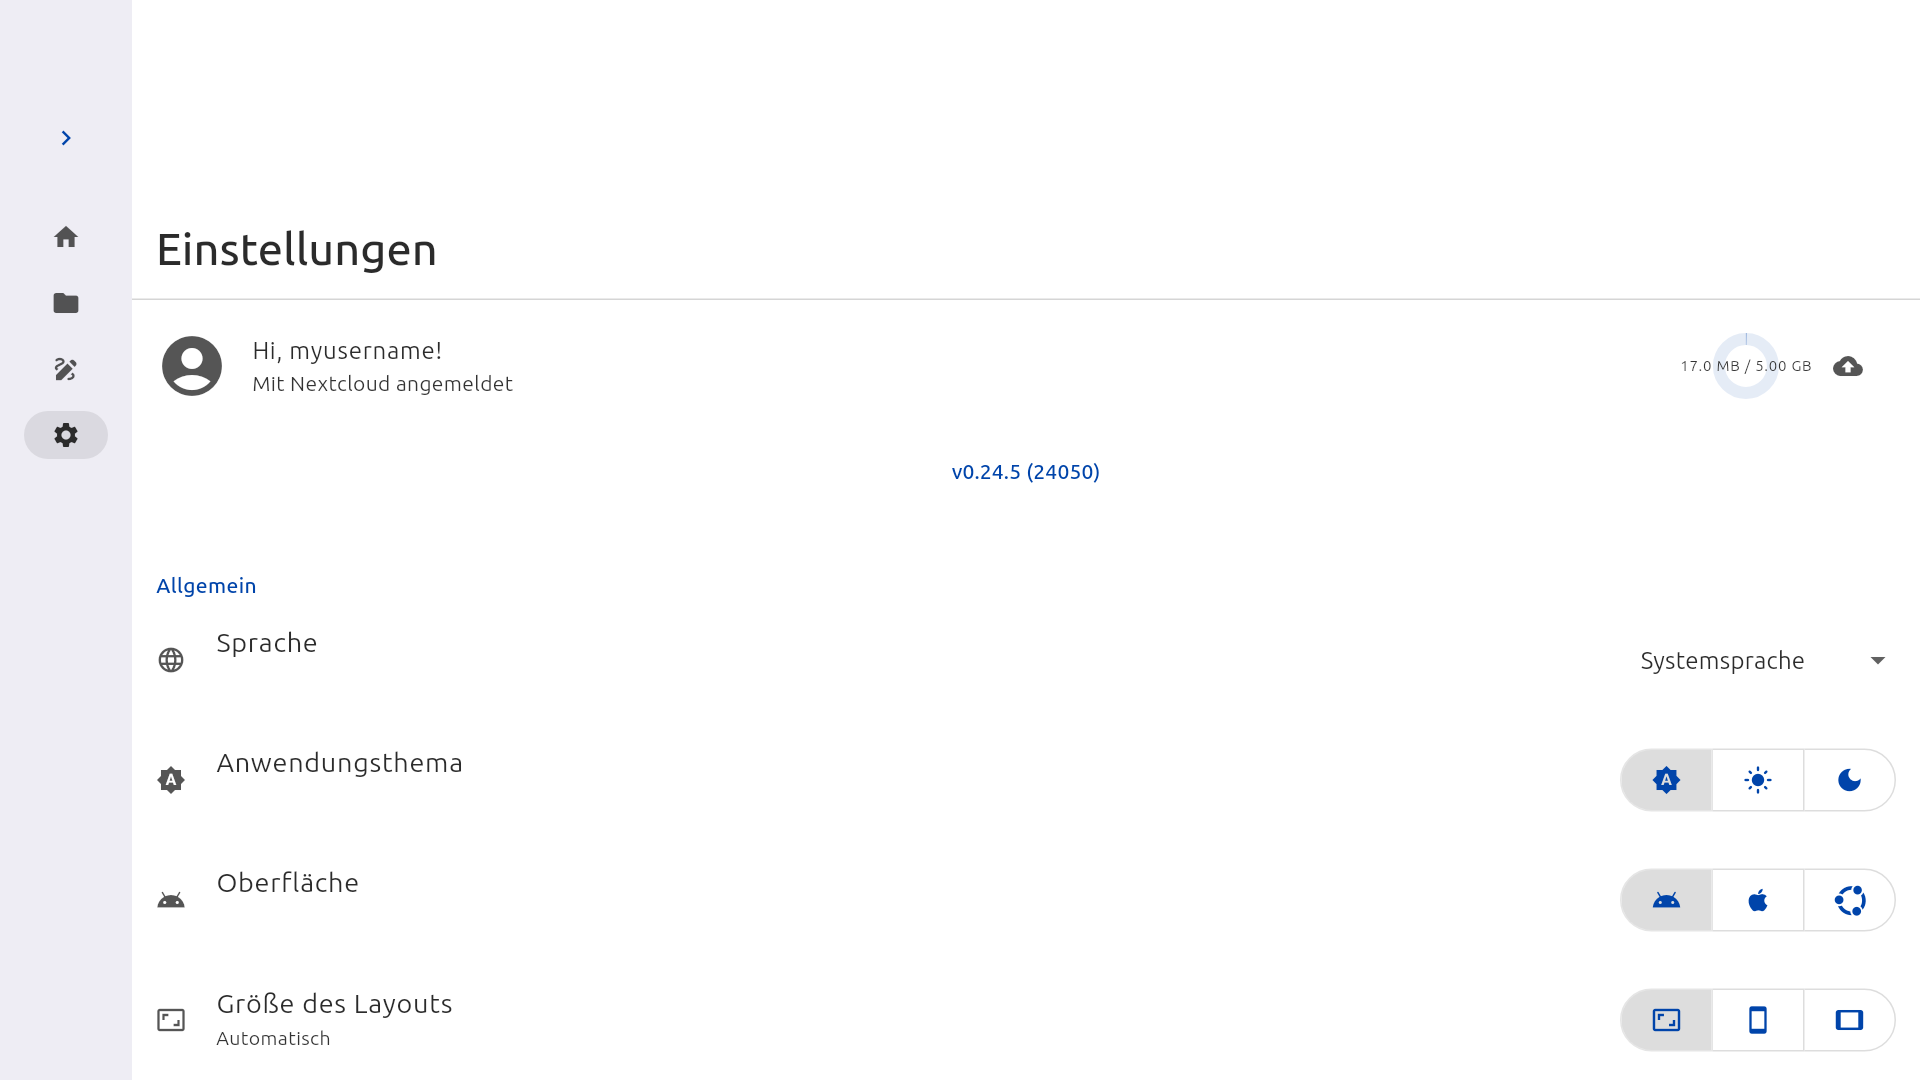 Einstellungen
Hi, myusername!
Mit Nextcloud angemeldet
17.0 MB / 5.00 GB
v0.24.5 (24050)
Allgemein
Sprache
Systemsprache
Anwendungsthema
Oberfläche
Größe des Layouts
Automatisch